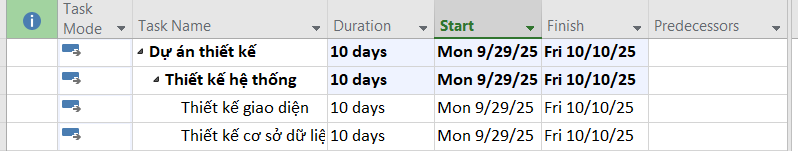 Task Mode Task Name Duration Start Finish Predecessors
Dự án thiết kế 10 days Mon 9/29/25 Fri 10/10/25
Thiết kế hệ thống 10 days Mon 9/29/25 Fri 10/10/25
Thiết kế giao diện 10 days Mon 9/29/25 Fri 10/10/25
Thiết kế cơ sở dữ liệ 10 days Mon 9/29/25 Fri 10/10/25